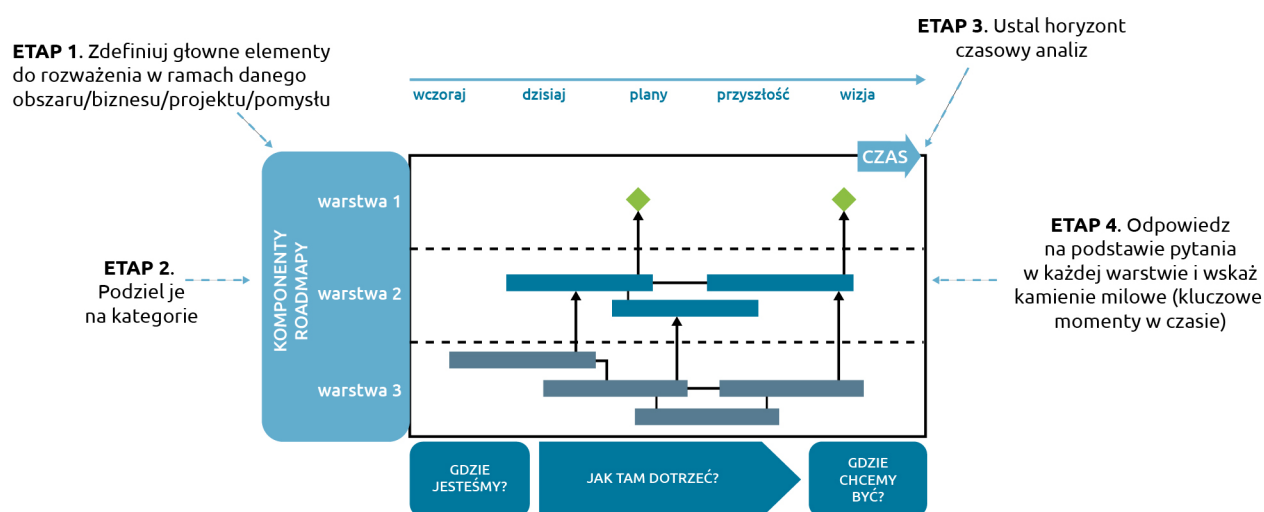 ETAP 1. Zdefiniuj głowne elementy
do rozważenia w ramach danego
obszaru/biznesu/projektu/pomysłu
ETAP 3. Ustal horyzont
czasowy analiz
wczoraj
dzisiaj
plany
przyszłość
wizja
CZAS
ETAP 2.
Podziel je
na kategorie
KOMPONENTY
ROADMAPY
warstwa 1
warstwa 2
warstwa 3
ETAP 4. Odpowiedz
na podstawie pytania
w każdej warstwie i wskaż
kamienie milowe (kluczowe
momenty w czasie)
GDZIE
JESTEŚMY?
JAK TAM DOTRZEĆ?
GDZIE
CHCEMY
BYĆ?